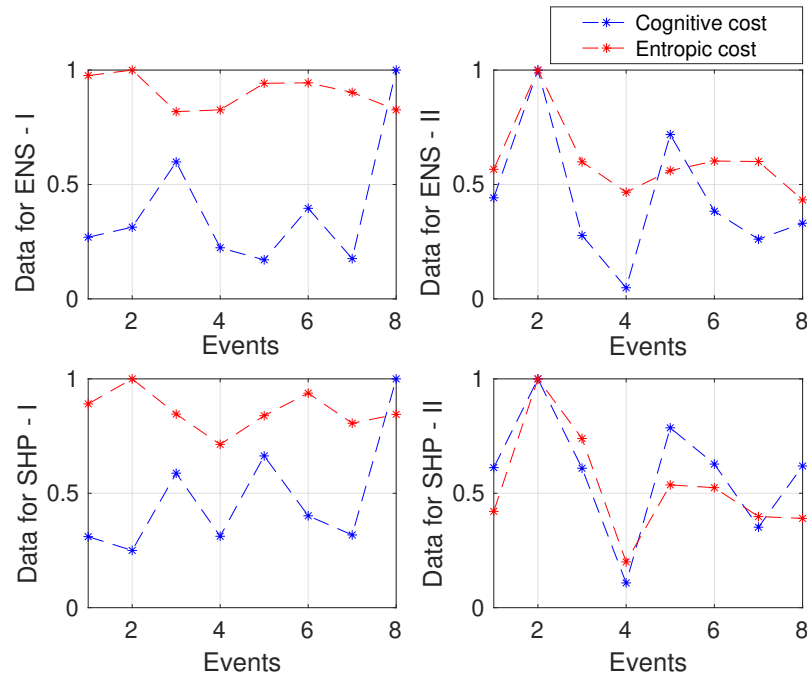 Cognitive cost
Entropic cost
Data for ENS - I
1
0.5
0
2 4 6 8
Events
Data for ENS - II
1
0.5
0
2 4 6 8
Events
Data for SHP - I
1
0.5
0
2 4 6 8
Events
Data for SHP - II
1
0.5
0
2 4 6 8
Events